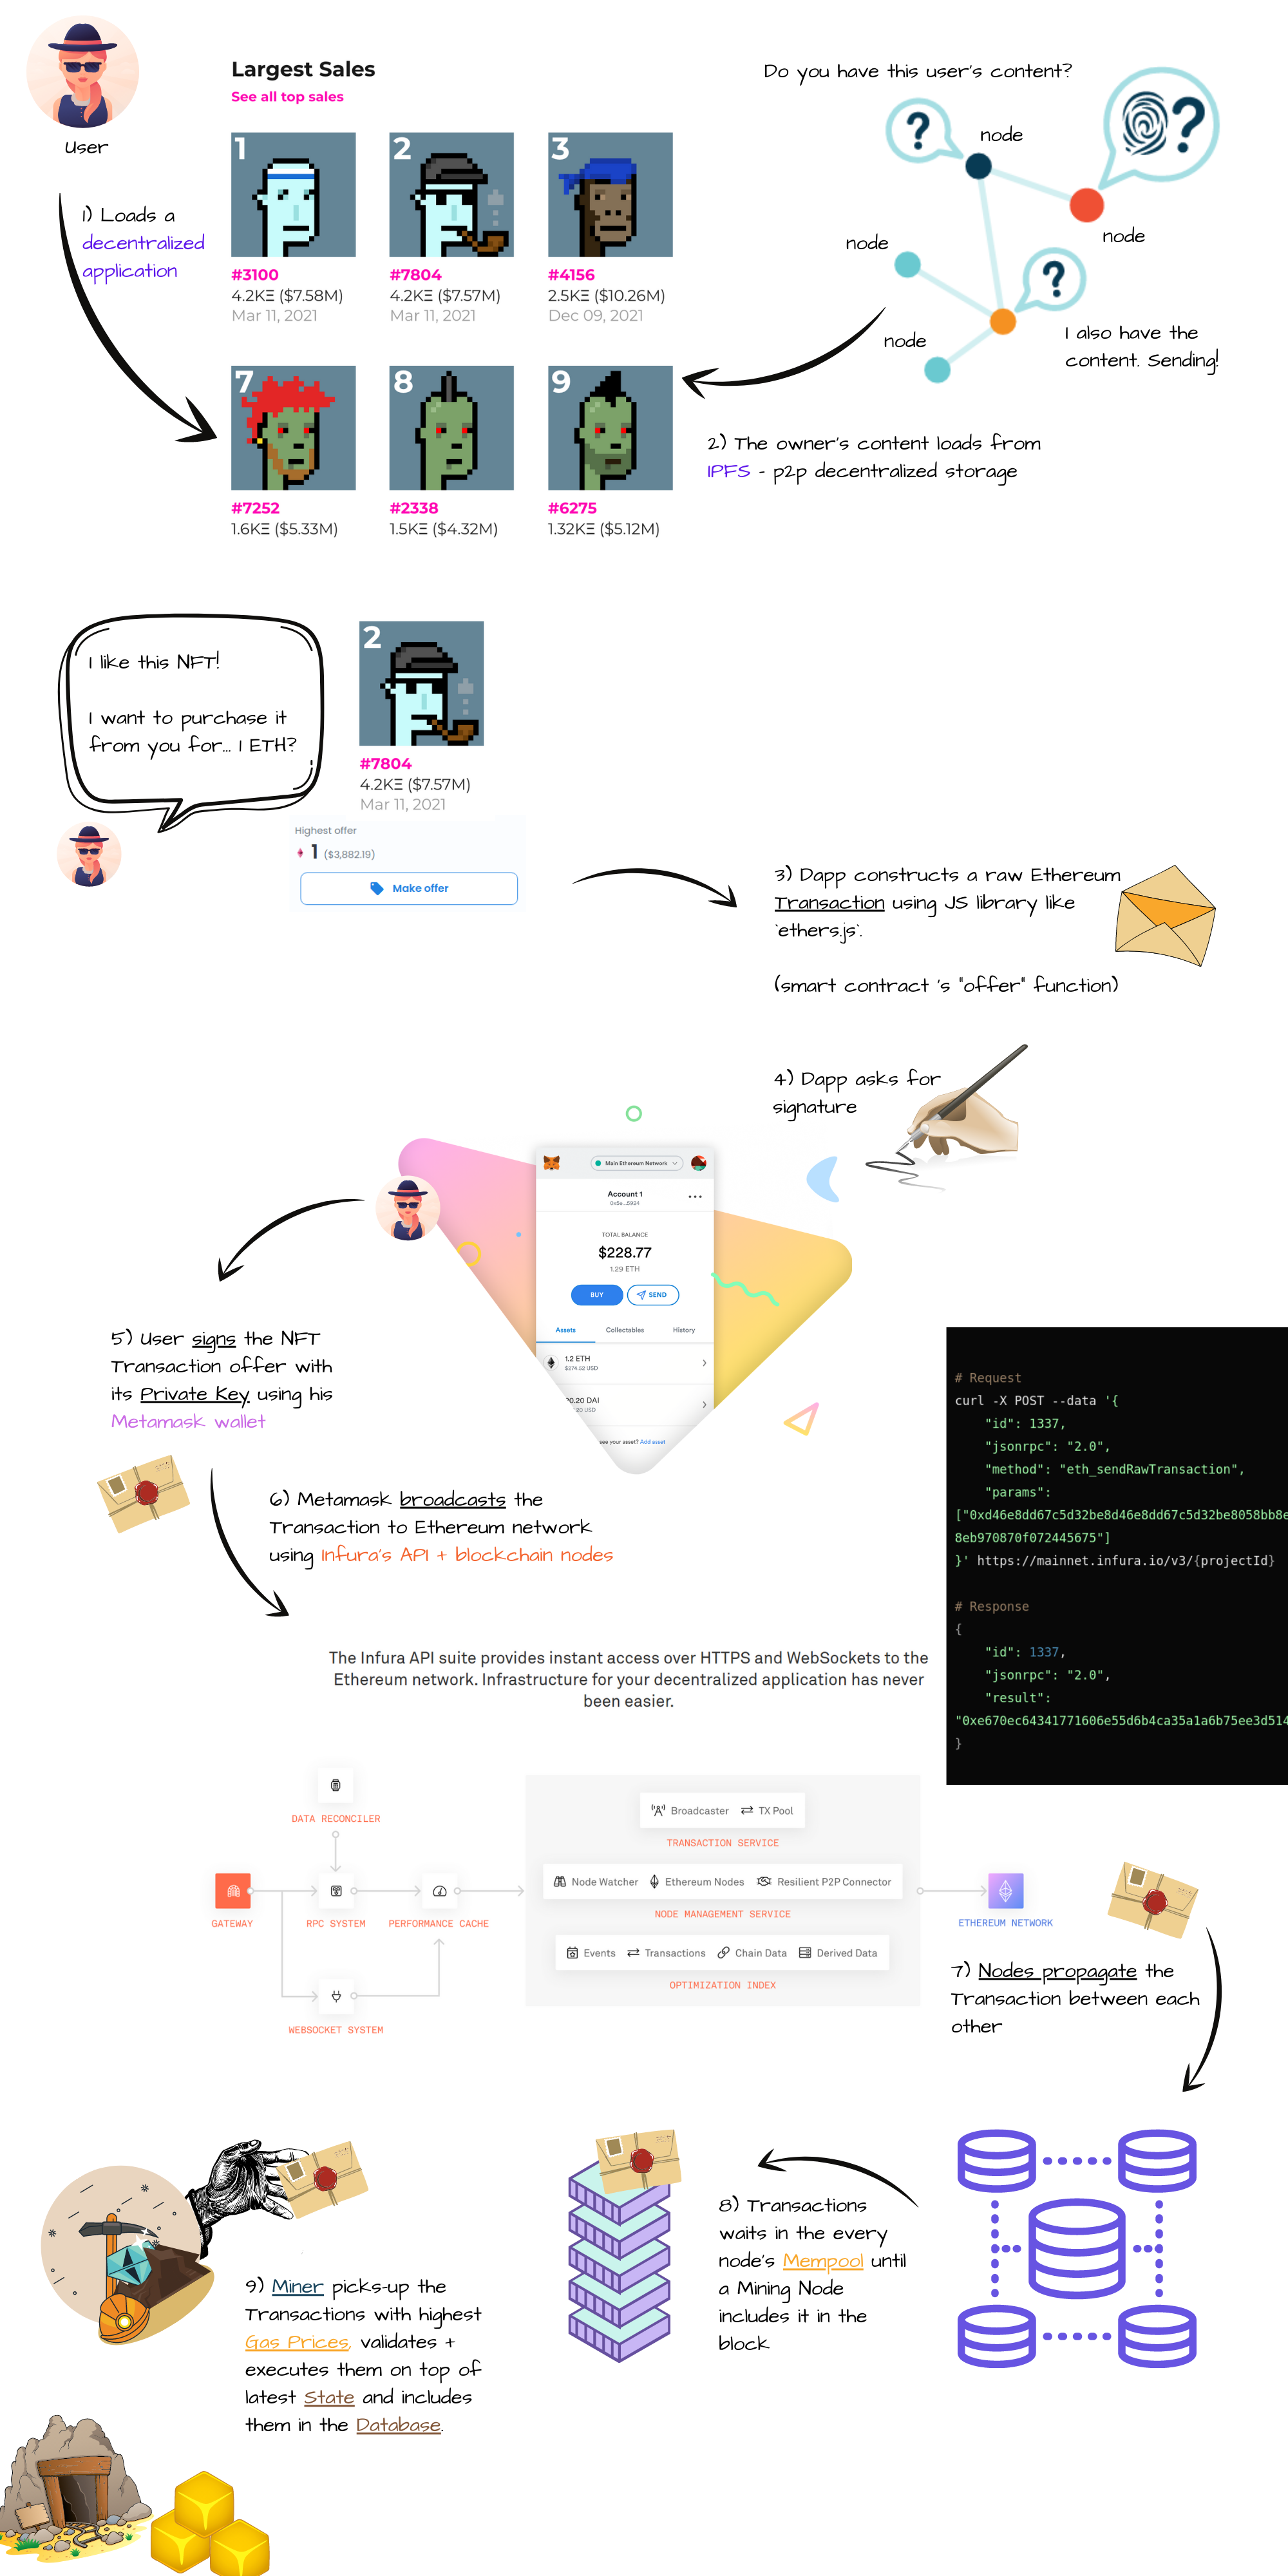 User
Largest Sales
See all top sales
1
2
3
#3100
4.2KΞ ($7.58M)
Mar 11, 2021
#7804
4.2KΞ ($7.57M)
Mar 11, 2021
#4156
2.5KΞ ($10.26M)
Dec 09, 2021
7
8
9
#7252
1.6KΞ ($5.33M)
#2338
1.5KΞ ($4.32M)
#6275
1.32KΞ ($5.12M)
1) Loads a
decentralized
application
Do you have this user's content?
?
node
?
node
node
?
node
I also have the
content. Sending!
2) The owner's content loads from
IPFS - p2p decentralized storage
I like this NFT!
I want to purchase it
from you for... 1 ETH?
!
2
#7804
4.2KΞ ($7.57M)
Mar 11, 2021
Highest offer
1 ($3,882.19)
Make offer
3) Dapp constructs a raw Ethereum
Transaction using JS library like
`ethers.js`.
(smart contract 's "offer" function)
4) Dapp asks for
signature
Main Ethereum Network
Account 1
TOTAL BALANCE
$228.77
1.29 ETH
BUY
SEND
Assets
Collectables
History
1.2 ETH
$274.52 USD
0.20 DAI
20 USD
see your asset? Add asset
5) User signs the NFT
Transaction offer with
its Private Key using his
Metamask wallet
6) Metamask broadcasts the
Transaction to Ethereum network
using Infura's API + blockchain nodes
# Request
curl -X POST --data '{
"id": 1337,
"jsonrpc": "2.0",
"method": "eth_sendRawTransaction",
"params":
["0xd46e8dd67c5d32be8d46e8dd67c5d32be8058bb8e
8eb970870f072445675"]
}' https://mainnet.infura.io/v3/{projectId}
# Response
{
"id": 1337,
"jsonrpc": "2.0",
"result":
"0xe670ec64341771606e55d6b4ca35a1a6b75ee3d514
}
The Infura API suite provides instant access over HTTPS and WebSockets to the
Ethereum network. Infrastructure for your decentralized application has never
been easier.
DATA RECONCILER
GATEWAY
RPC SYSTEM
PERFORMANCE CACHE
WEBSOCKET SYSTEM
Broadcaster
TX Pool
TRANSACTION SERVICE
Node Watcher
Ethereum Nodes
Resilient P2P Connector
NODE MANAGEMENT SERVICE
Events
Transactions
Chain Data
Derived Data
OPTIMIZATION INDEX
ETHEREUM NETWORK
7) Nodes propagate the
Transaction between each
other
8) Transactions
waits in the every
node's Mempool until
a Mining Node
includes it in the
block
9) Miner picks-up the
Transactions with highest
Gas Prices, validates +
executes them on top of
latest State and includes
them in the Database.